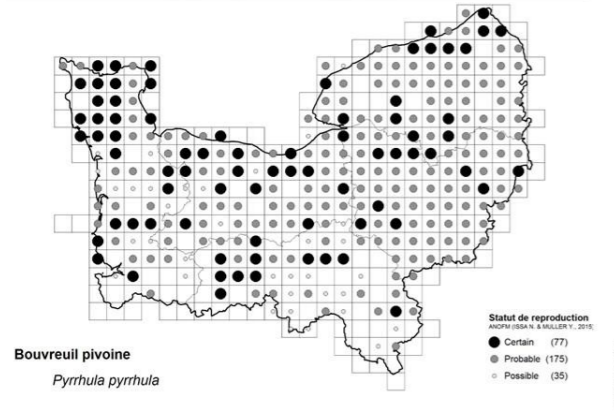 Statut de reproduction
ANOFM (ISSA N. & MULLER Y., 2015)
Certain (77)
Probable (175)
Possible (35)
Bouvreuil pivoine
Pyrrhula pyrrhula